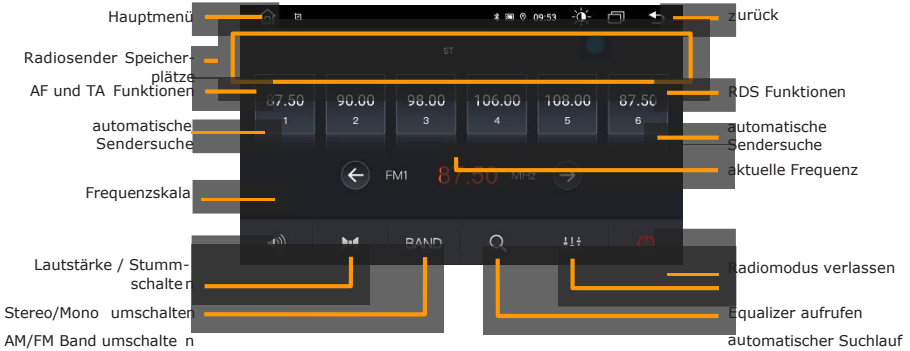 Hauptmenü
09:53
zurück
ST
Radiosender Speicher-
plätze
AF und TA Funktionen
RDS Funktionen
87.50 90.00 98.00 106.00 108.00 87.50
1 2 3 4 5 6
automatische
Sendersuche
automatische
Sendersuche
aktuelle Frequenz
FM1 87.50 MHz
Frequenzskala
BAND
Lautstärke / Stumm-
schalten
Radiomodus verlassen
Stereo/Mono umschalten
Equalizer aufrufen
AM/FM Band umschalte n
automatischer Suchlauf